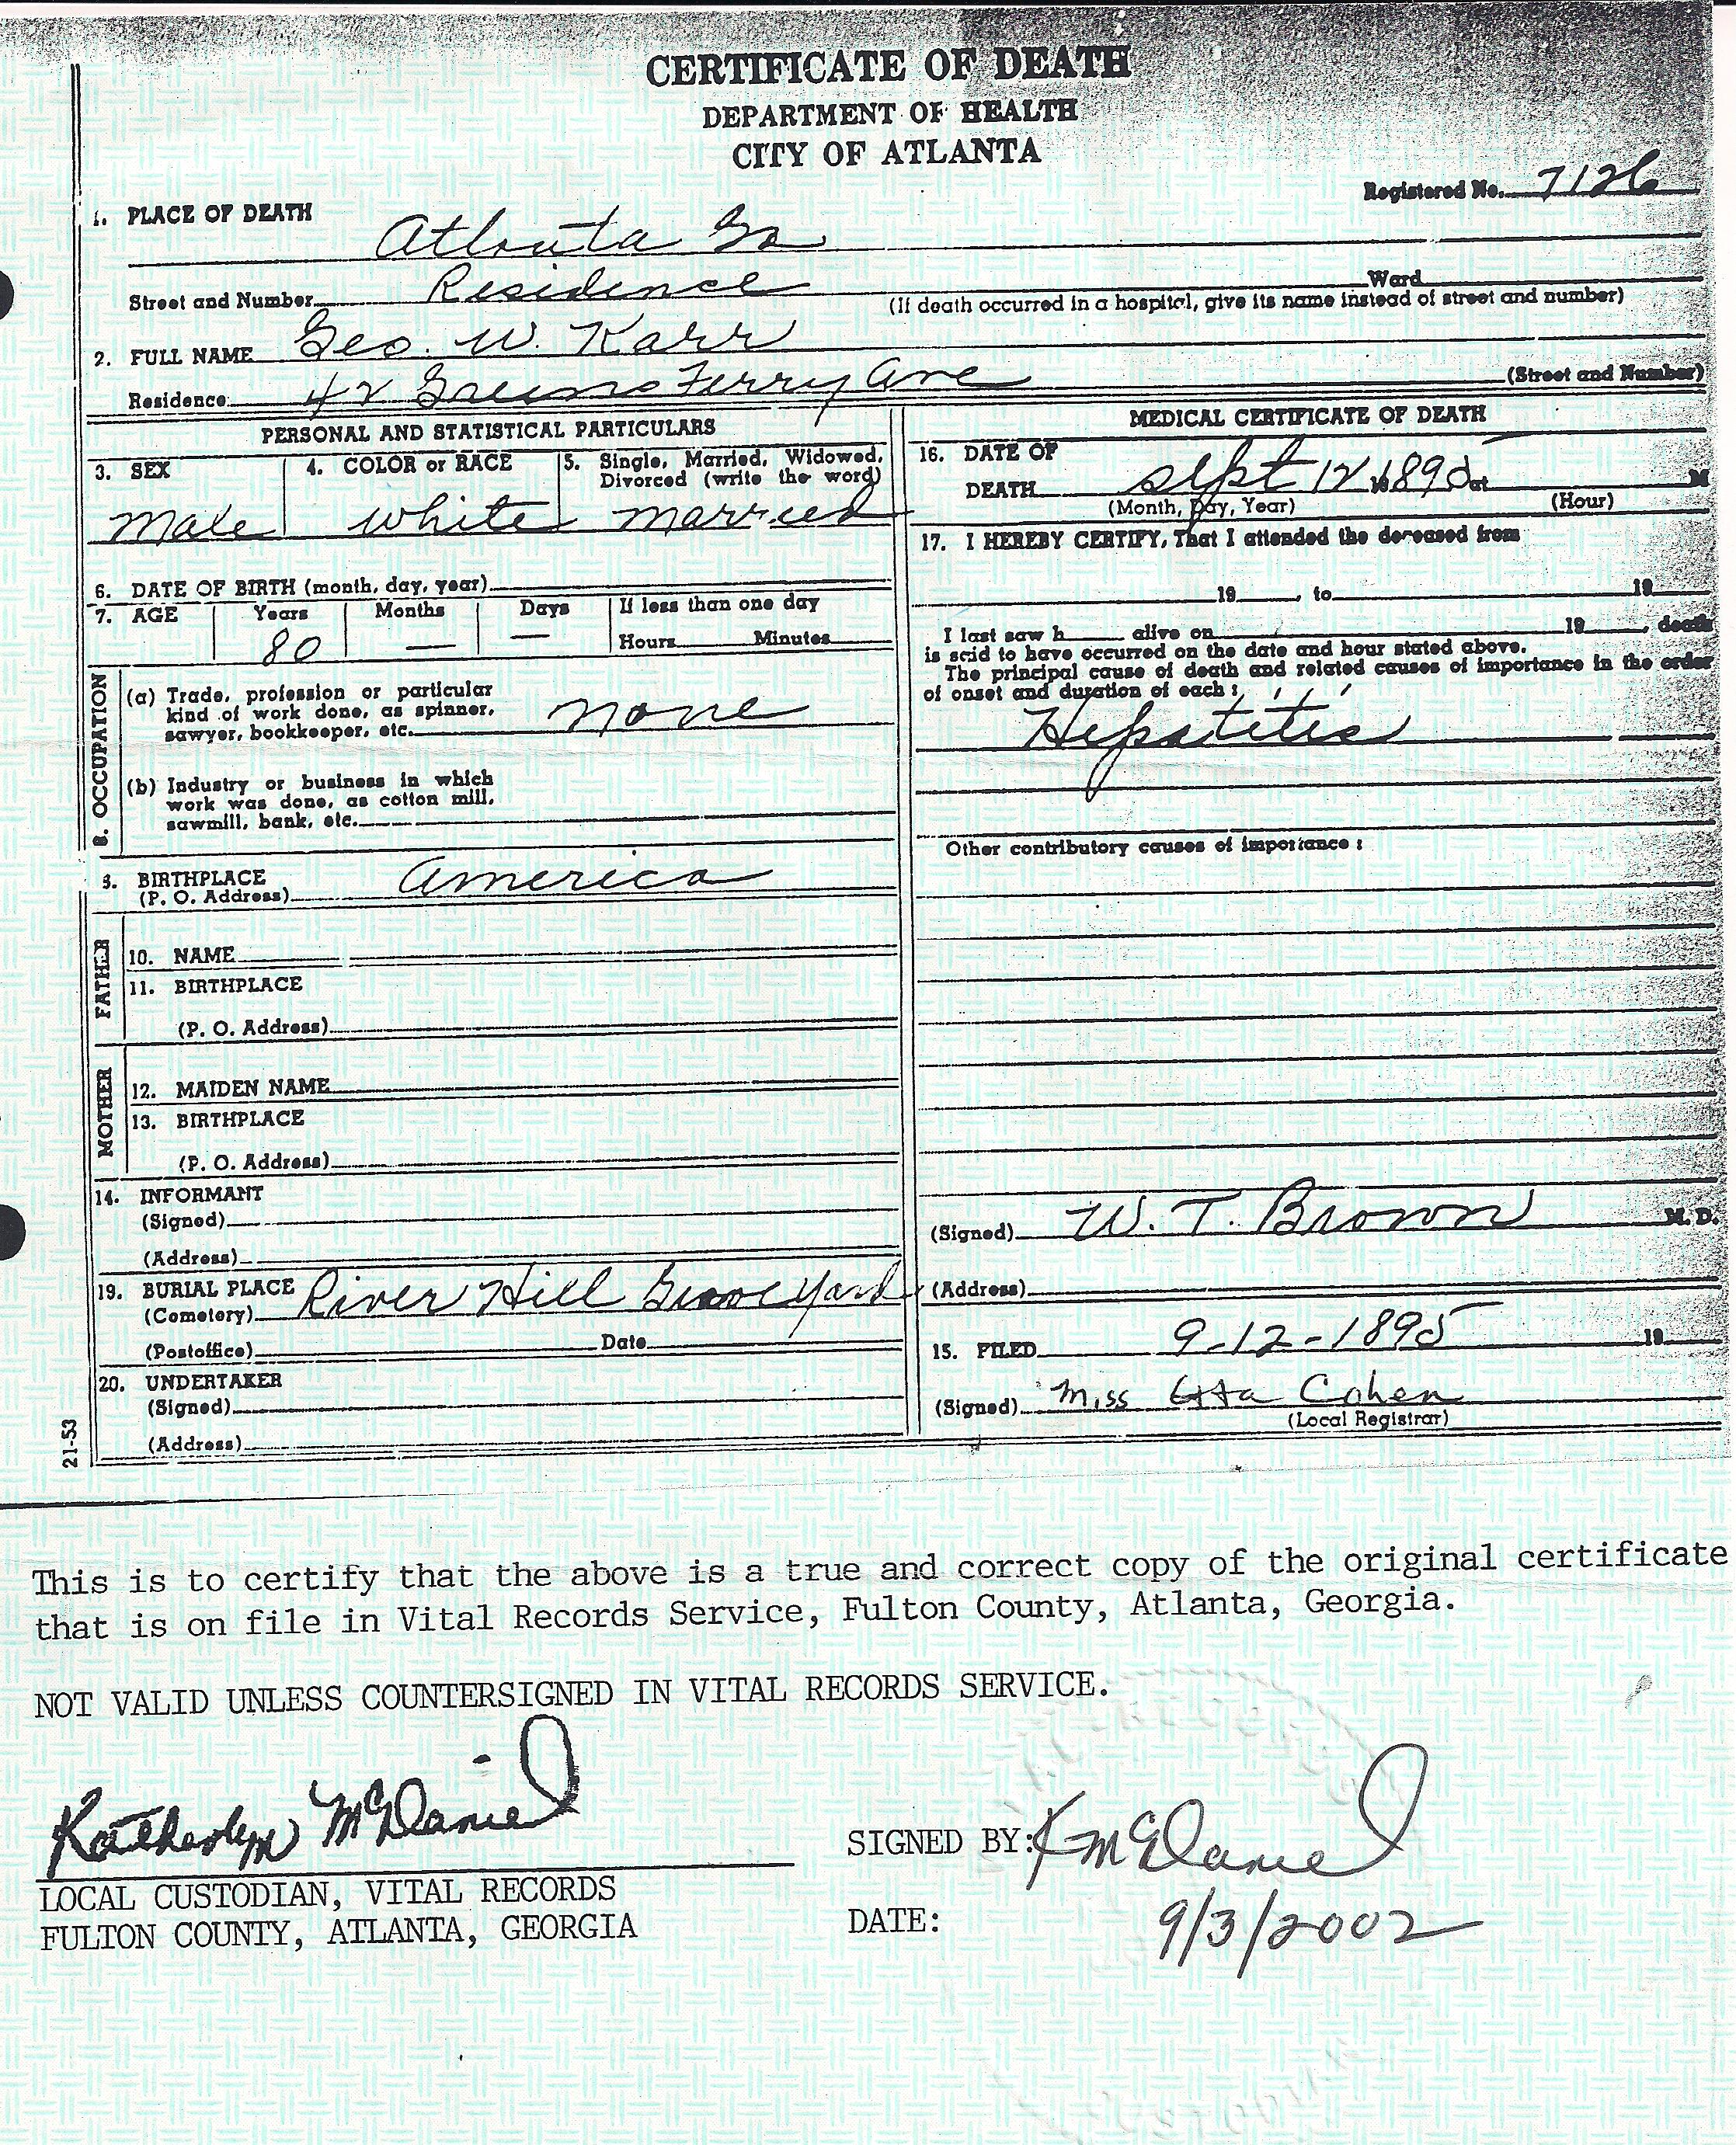 CERTIFICATE OF DEATH
DEPARTMENT OF HEALTH
CITY OF ATLANTA
Registered No. 7126
1. PLACE OF DEATH
Atlanta Ga
Street and Number Residence Ward
(If death occurred in a hospital, give its name instead of street and number)
2. FULL NAME Geo. W. Karr
Residence 42 Greens Ferry Ave (Street and Number)
PERSONAL AND STATISTICAL PARTICULARS
3. SEX 4. COLOR or RACE 5. Single, Married, Widowed,
Divorced (write the word)
Male white married
6. DATE OF BIRTH (month, day, year)
7. AGE Years Months Days If less than one day
80 — — Hours Minutes
8. OCCUPATION
(a) Trade, profession or particular
kind of work done, as spinner,
sawyer, bookkeeper, etc. none
(b) Industry or business in which
work was done, as cotton mill,
sawmill, bank, etc.
9. BIRTHPLACE America
(P. O. Address)
FATHER
10. NAME
11. BIRTHPLACE
(P. O. Address)
MOTHER
12. MAIDEN NAME
13. BIRTHPLACE
(P. O. Address)
14. INFORMANT
(Signed)
(Address)
19. BURIAL PLACE River Hill Grave Yard
(Cemetery)
(Postoffice) Date
20. UNDERTAKER
(Signed)
(Address)
21-53
MEDICAL CERTIFICATE OF DEATH
16. DATE OF
DEATH Sept 12 1895 at M
(Month, Day, Year) (Hour)
17. I HEREBY CERTIFY, That I attended the deceased from
19 , to 19
I last saw h alive on 19 , death
is said to have occurred on the date and hour stated above.
The principal cause of death and related causes of importance in the order
of onset and duration of each:
Hepatitis
Other contributory causes of importance:
(Signed) W. T. Brown M. D.
(Address)
15. FILED 9-12-1895 19
(Signed) Miss Etta Cohen
(Local Registrar)
This is to certify that the above is a true and correct copy of the original certificate
that is on file in Vital Records Service, Fulton County, Atlanta, Georgia.
NOT VALID UNLESS COUNTERSIGNED IN VITAL RECORDS SERVICE.
Katherlyn McDaniel
LOCAL CUSTODIAN, VITAL RECORDS
FULTON COUNTY, ATLANTA, GEORGIA
SIGNED BY: K McDaniel
DATE: 9/3/2002